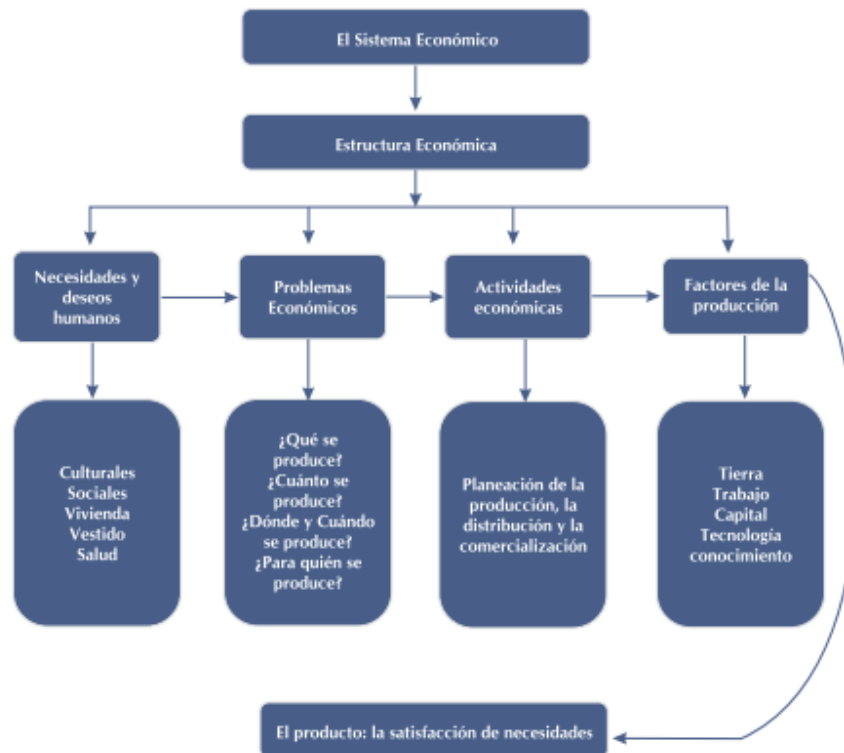 El Sistema Económico
Estructura Económica
Necesidades y
deseos
humanos
Problemas
Económicos
Actividades
económicas
Factores de la
producción
Culturales
Sociales
Vivienda
Vestido
Salud
¿Qué se
produce?
¿Cuánto se
produce?
¿Dónde y Cuándo
se produce?
¿Para quién se
produce?
Planeación de la
producción, la
distribución y la
comercialización
Tierra
Trabajo
Capital
Tecnología
conocimiento
El producto: la satisfacción de necesidades